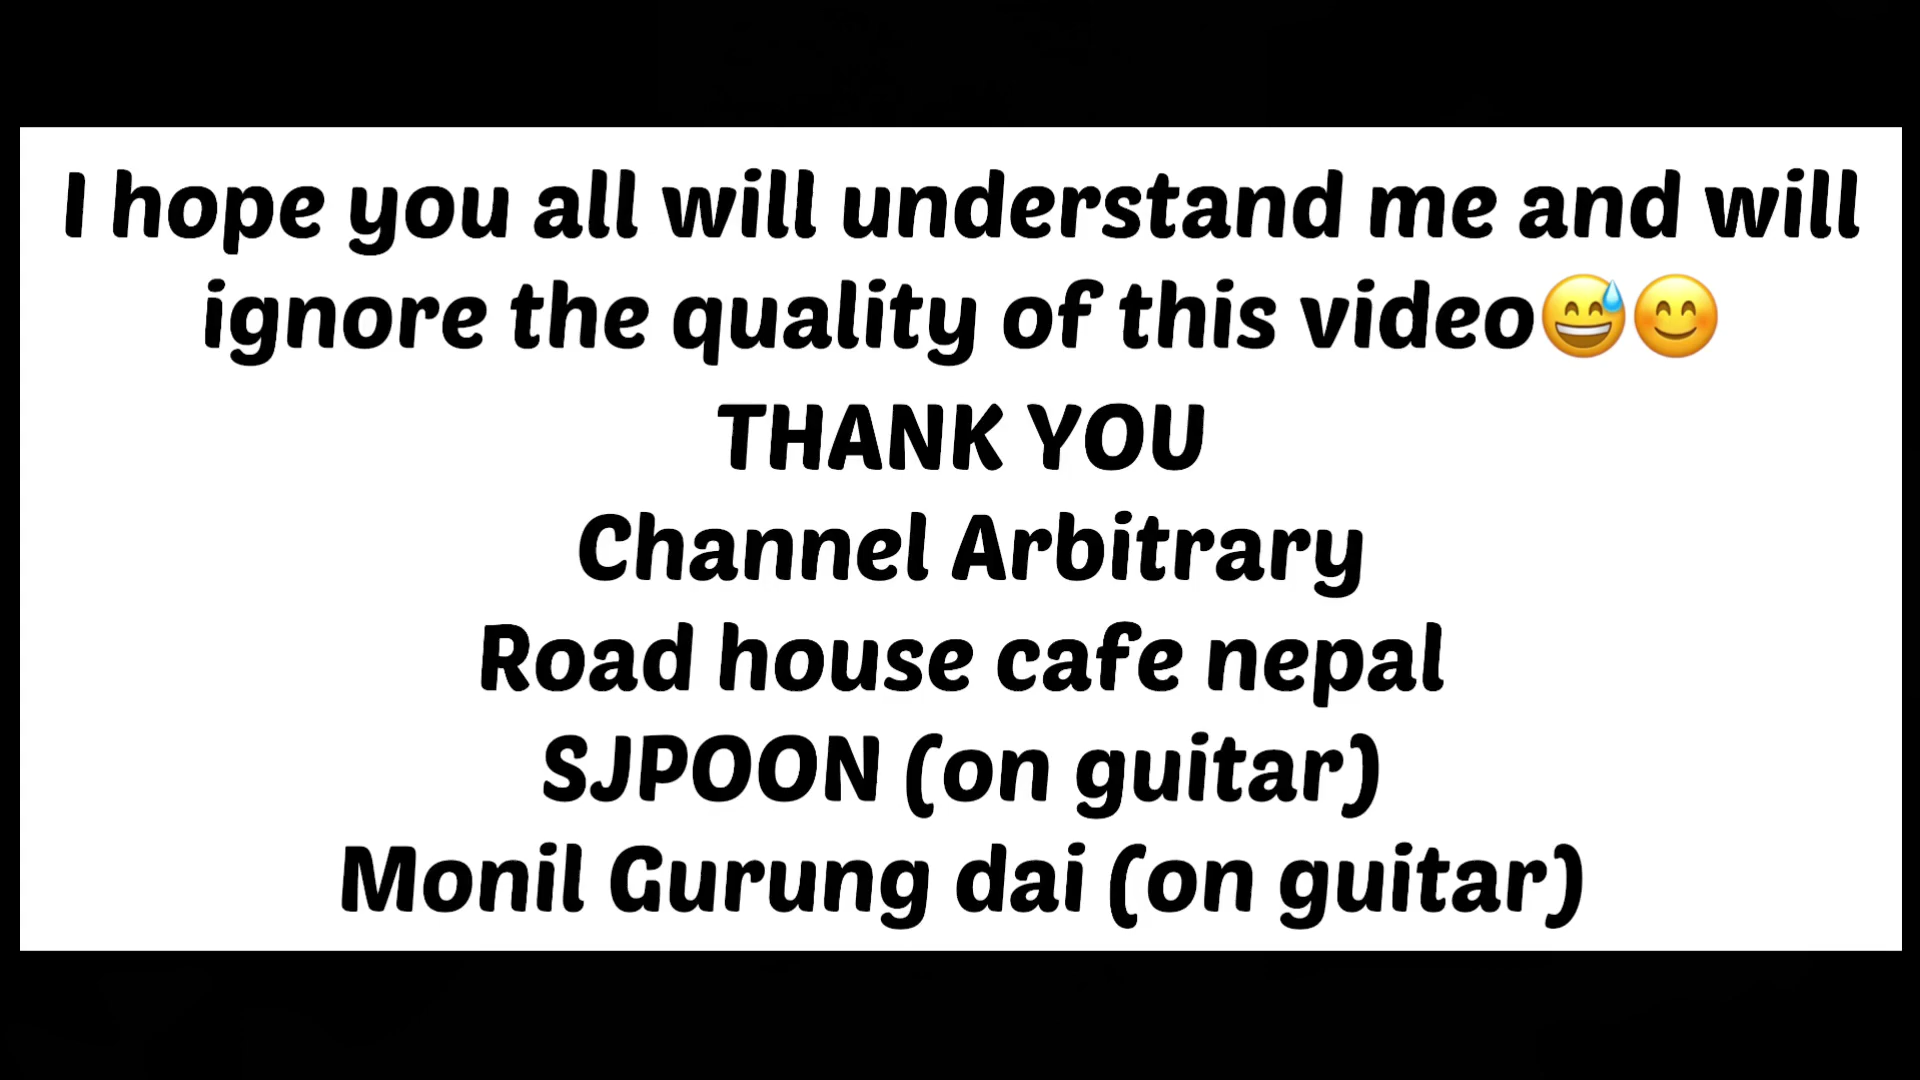 I hope you all will understand me and will
ignore the quality of this video😅😊
THANK YOU
Channel Arbitrary
Road house cafe nepal
SJPOON (on guitar)
Monil Gurung dai (on guitar)